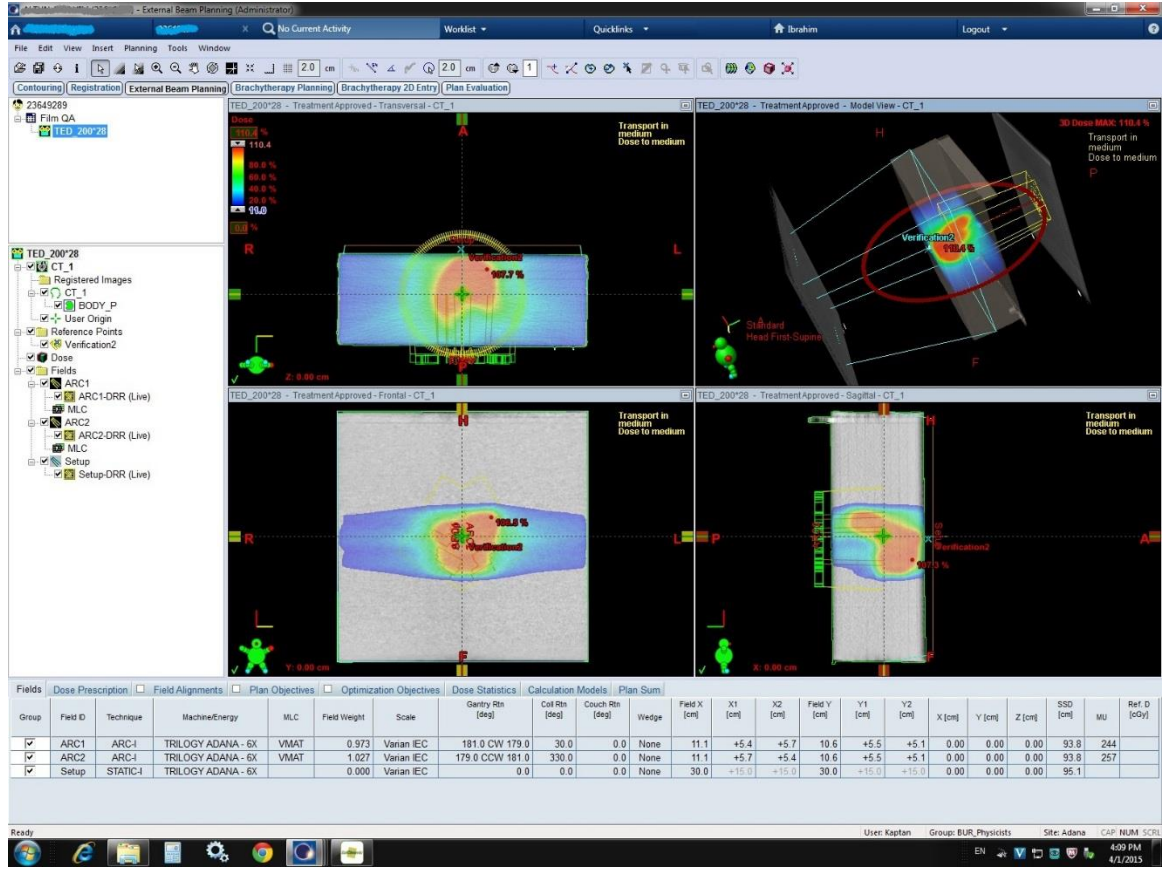 - External Beam Planning (Administrator)
No Current Activity Worklist Quicklinks Ibrahim Logout
File Edit View Insert Planning Tools Window
2.0 cm 2.0 cm 1
Contouring Registration External Beam Planning Brachytherapy Planning Brachytherapy 2D Entry Plan Evaluation
23649289
Film QA
TED_200*28
TED_200*28
CT_1
Registered Images
CT_1
BODY_P
User Origin
Reference Points
Verification2
Dose
Fields
ARC1
ARC1-DRR (Live)
MLC
ARC2
ARC2-DRR (Live)
MLC
Setup
Setup-DRR (Live)
TED_200*28 - TreatmentApproved - Transversal - CT_1
Dose
110.4 %
110.4
80.0 %
60.0 %
40.0 %
20.0 %
11.0
0.0 %
A
Transport in
medium
Dose to medium
R
L
Verification2
107.7 %
P
Z: 0.00 cm
TED_200*28 - TreatmentApproved - Model View - CT_1
3D Dose MAX: 110.4 %
Transport in
medium
Dose to medium
H
P
Verification2
110.4 %
A
Standard
Head First-Supine
F
TED_200*28 - TreatmentApproved - Frontal - CT_1
Transport in
medium
Dose to medium
H
R
L
Verification2
F
Y: 0.00 cm
TED_200*28 - TreatmentApproved - Sagittal - CT_1
Transport in
medium
Dose to medium
H
P
A
Setup
Verification2
107.3 %
F
X: 0.00 cm
Fields Dose Prescription Field Alignments Plan Objectives Optimization Objectives Dose Statistics Calculation Models Plan Sum
Group Field ID Technique Machine/Energy MLC Field Weight Scale Gantry Rtn [deg] Coll Rtn [deg] Couch Rtn [deg] Wedge Field X [cm] X1 [cm] X2 [cm] Field Y [cm] Y1 [cm] Y2 [cm] X [cm] Y [cm] Z [cm] SSD [cm] MU Ref. D [cGy]
ARC1 ARC-I TRILOGY ADANA - 6X VMAT 0.973 Varian IEC 181.0 CW 179.0 30.0 0.0 None 11.1 +5.4 +5.7 10.6 +5.5 +5.1 0.00 0.00 0.00 93.8 244
ARC2 ARC-I TRILOGY ADANA - 6X VMAT 1.027 Varian IEC 179.0 CCW 181.0 330.0 0.0 None 11.1 +5.7 +5.4 10.6 +5.5 +5.1 0.00 0.00 0.00 93.8 257
Setup STATIC-I TRILOGY ADANA - 6X 0.000 Varian IEC 0.0 0.0 0.0 None 30.0 +15.0 +15.0 30.0 +15.0 +15.0 0.00 0.00 0.00 95.1
Ready User: Kaptan Group: BUR_Physicists Site: Adana CAP NUM SCRL
EN 4:09 PM
4/1/2015